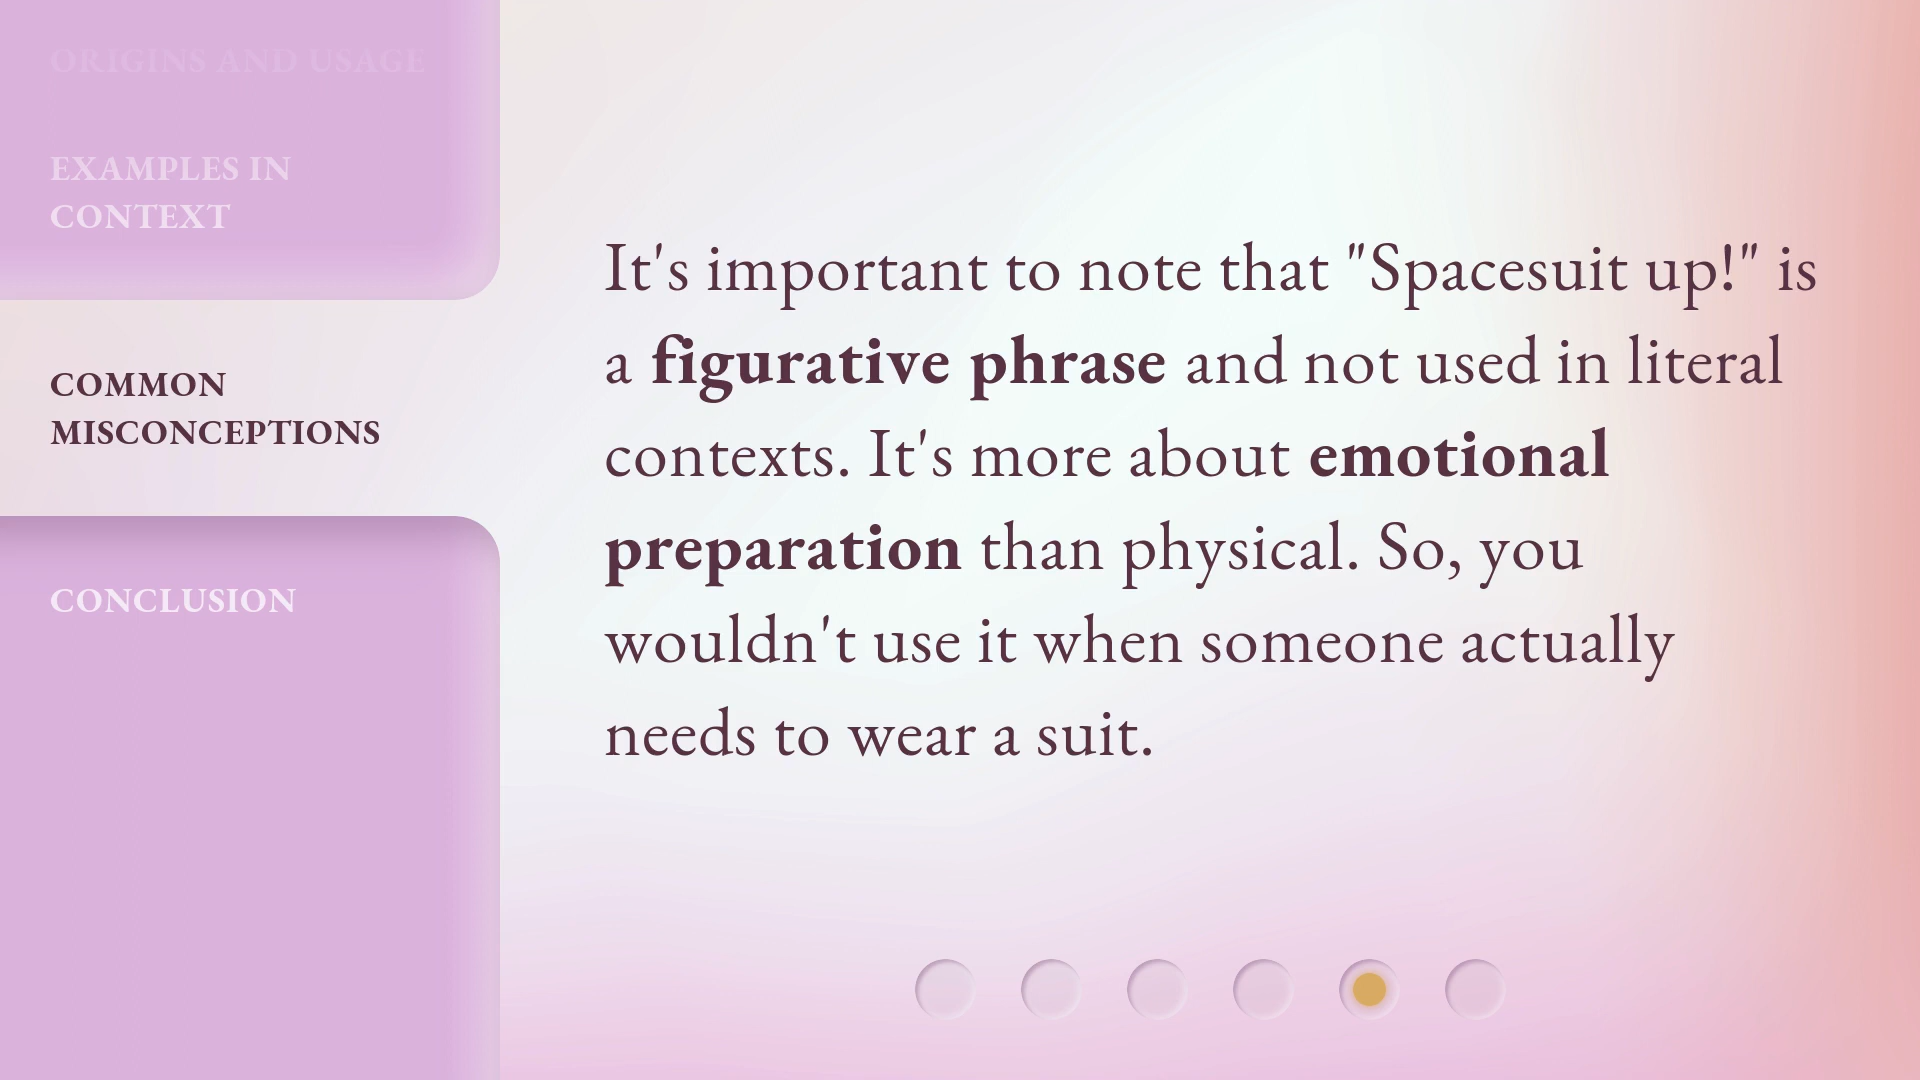 ORIGINS AND USAGE
EXAMPLES IN
CONTEXT
COMMON
MISCONCEPTIONS
CONCLUSION
It's important to note that "Spacesuit up!" is
a figurative phrase and not used in literal
contexts. It's more about emotional
preparation than physical. So, you
wouldn't use it when someone actually
needs to wear a suit.